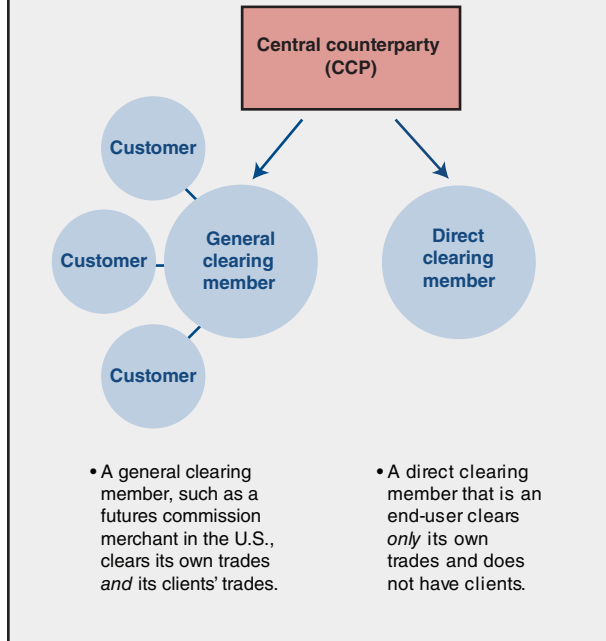 Central counterparty
(CCP)
Customer
Customer
Customer
General
clearing
member
Direct
clearing
member
• A general clearing
member, such as a
futures commission
merchant in the U.S.,
clears its own trades
and its clients’ trades.
• A direct clearing
member that is an
end-user clears
only its own
trades and does
not have clients.